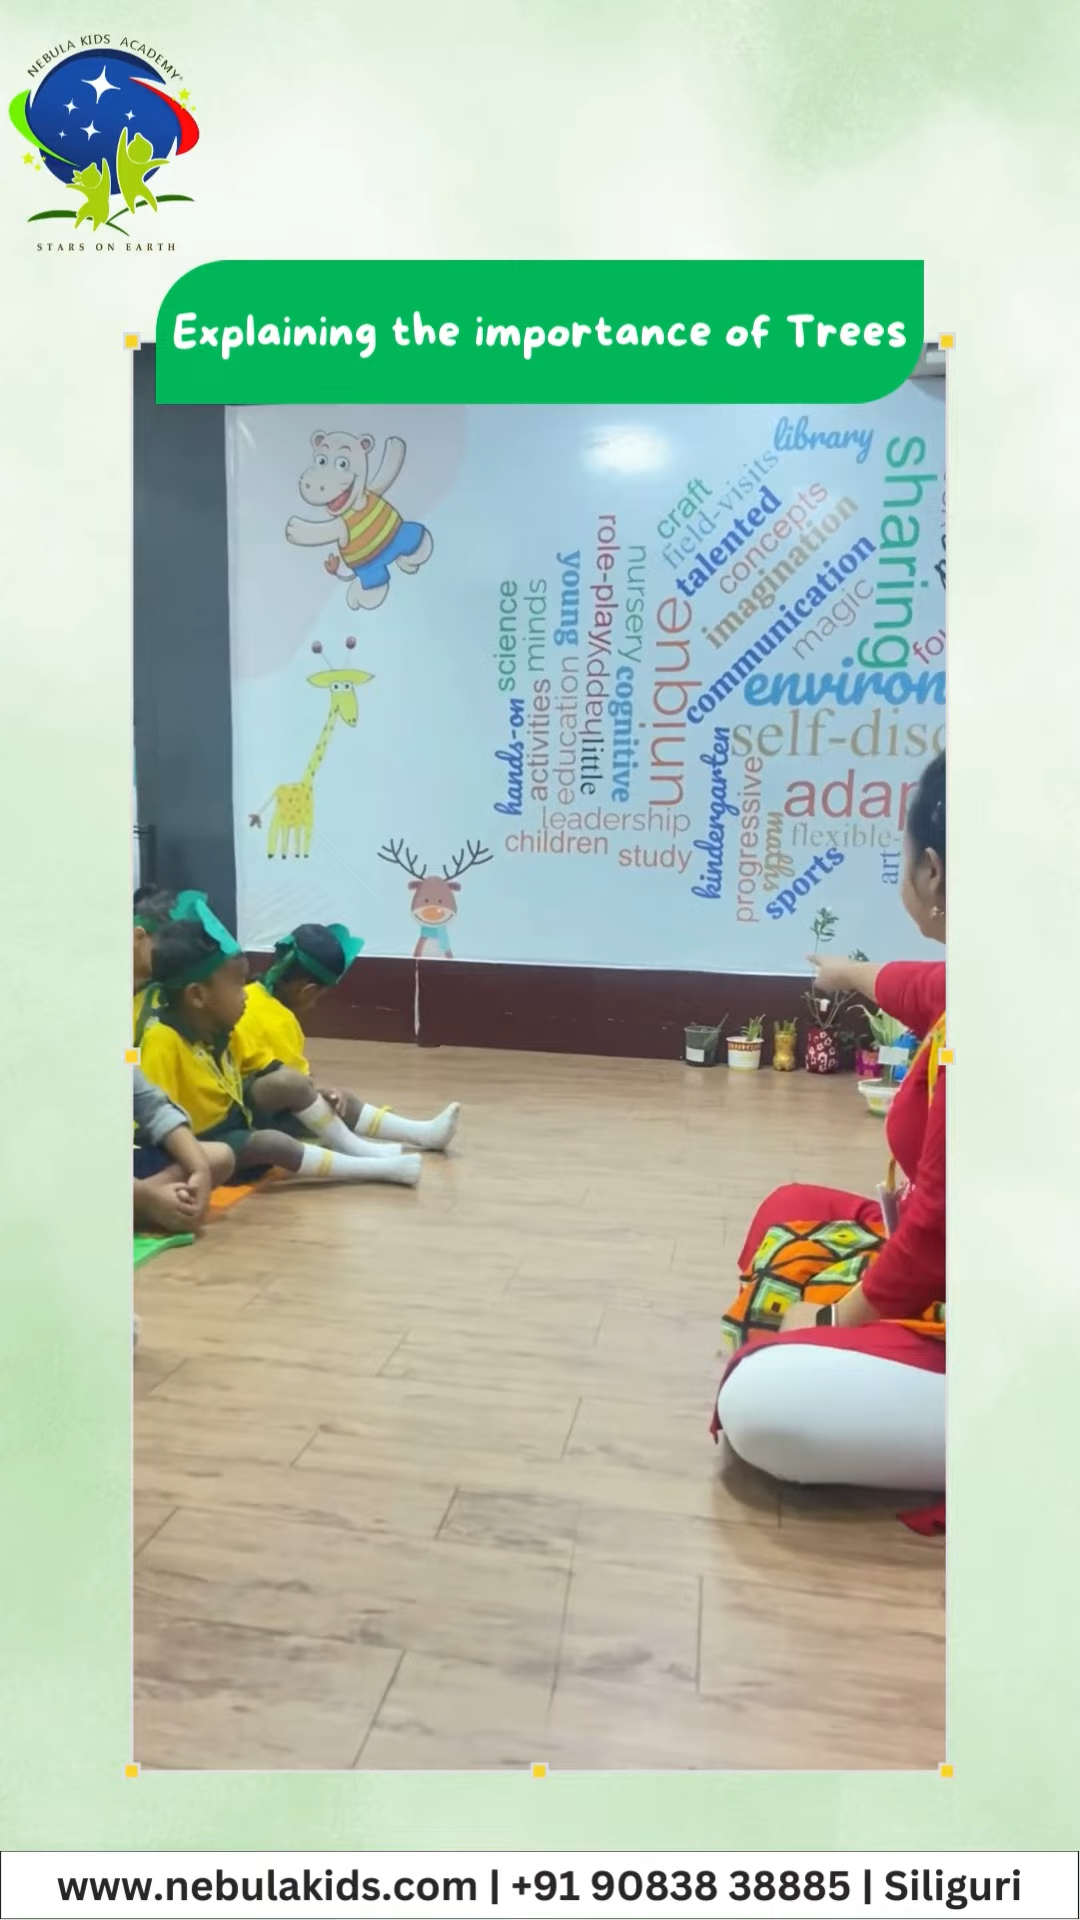 NEBULA KIDS ACADEMY
STARS ON EARTH
Explaining the importance of Trees
library
sharing
craft
field-visits
talented
concepts
imagination
communication
magic
role-play
nursery
young
science
minds
happy
cognitive
unique
environ
self-disc
hands-on
activities
education
little
kindergarten
progressive
adap
leadership
maths
flexible-
children
study
sports
art
www.nebulakids.com | +91 90838 38885 | Siliguri